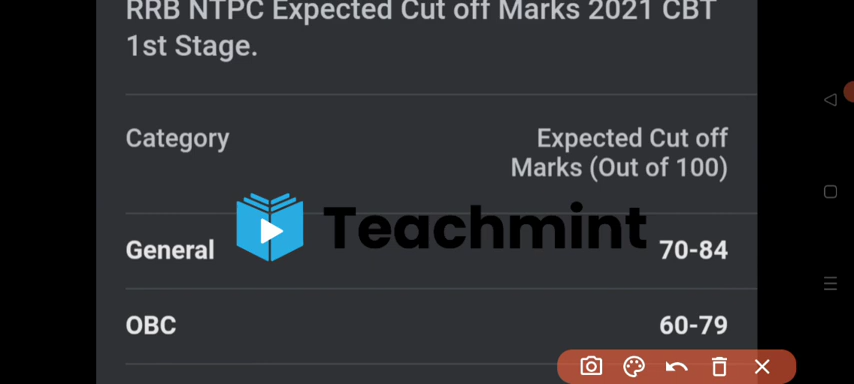 RRB NTPC Expected Cut off Marks 2021 CBT
1st Stage.
Category
Expected Cut off
Marks (Out of 100)
Teachmint
General 70-84
OBC 60-79